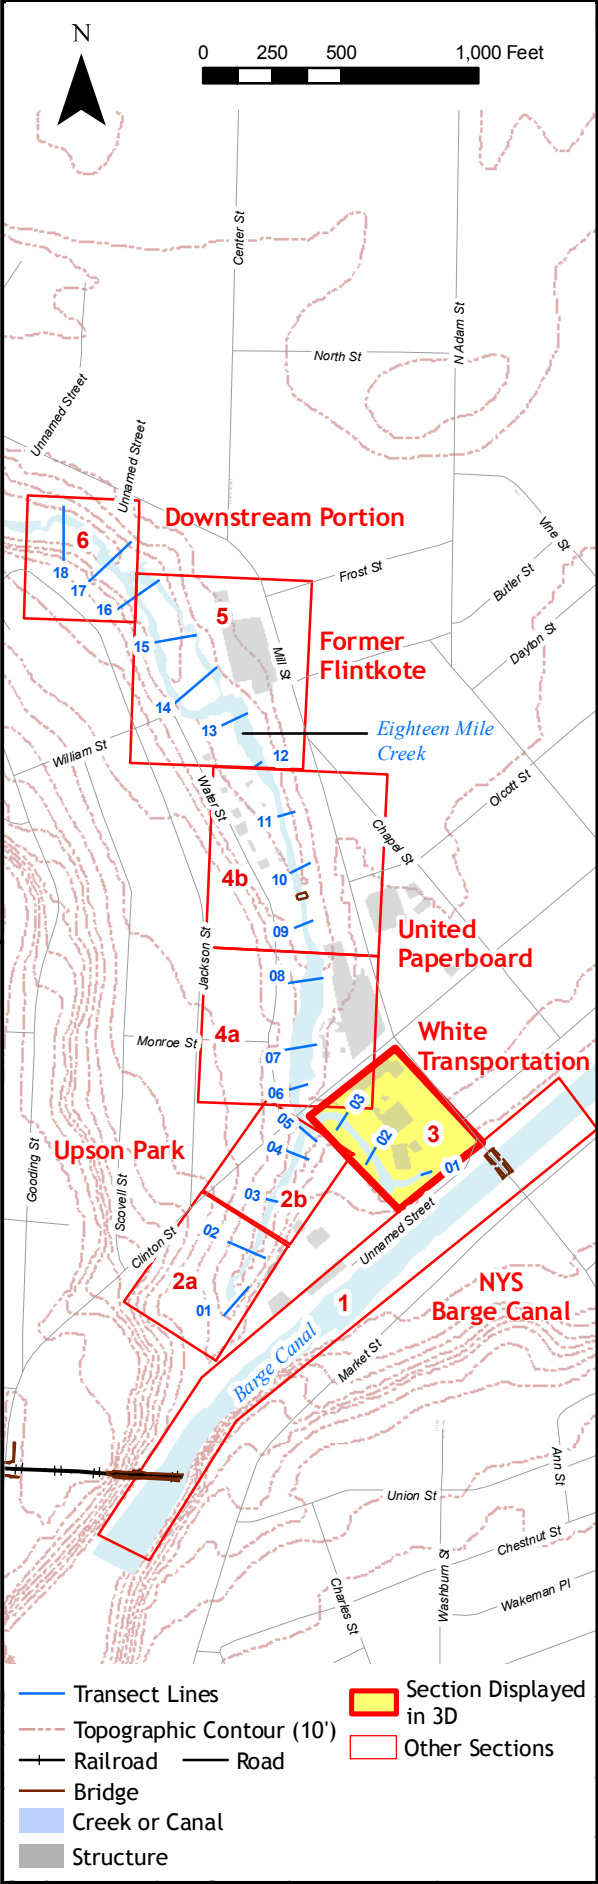 N
0 250 500 1,000 Feet
Center St
N Adam St
North St
Unnamed Street
Unnamed Street
Downstream Portion
Vine St
6
18
17
16
Frost St
Butler St
5
15
Former
Flintkote
Dayton St
Mill St
14
13
Eighteen Mile
Creek
12
William St
Water St
Olcott St
11
Chapel St
10
4b
09
United
Paperboard
Jackson St
08
4a
Monroe St
07
White
Transportation
06
03
05
3
02
04
01
Upson Park
Gooding St
Scovell St
03
2b
02
Clinton St
Unnamed Street
2a
01
1
NYS
Barge Canal
Barge Canal
Market St
Ann St
Union St
Chestnut St
Washburn St
Charles St
Wakeman Pl
Transect Lines
Topographic Contour (10')
Railroad Road
Bridge
Creek or Canal
Structure
Section Displayed
in 3D
Other Sections